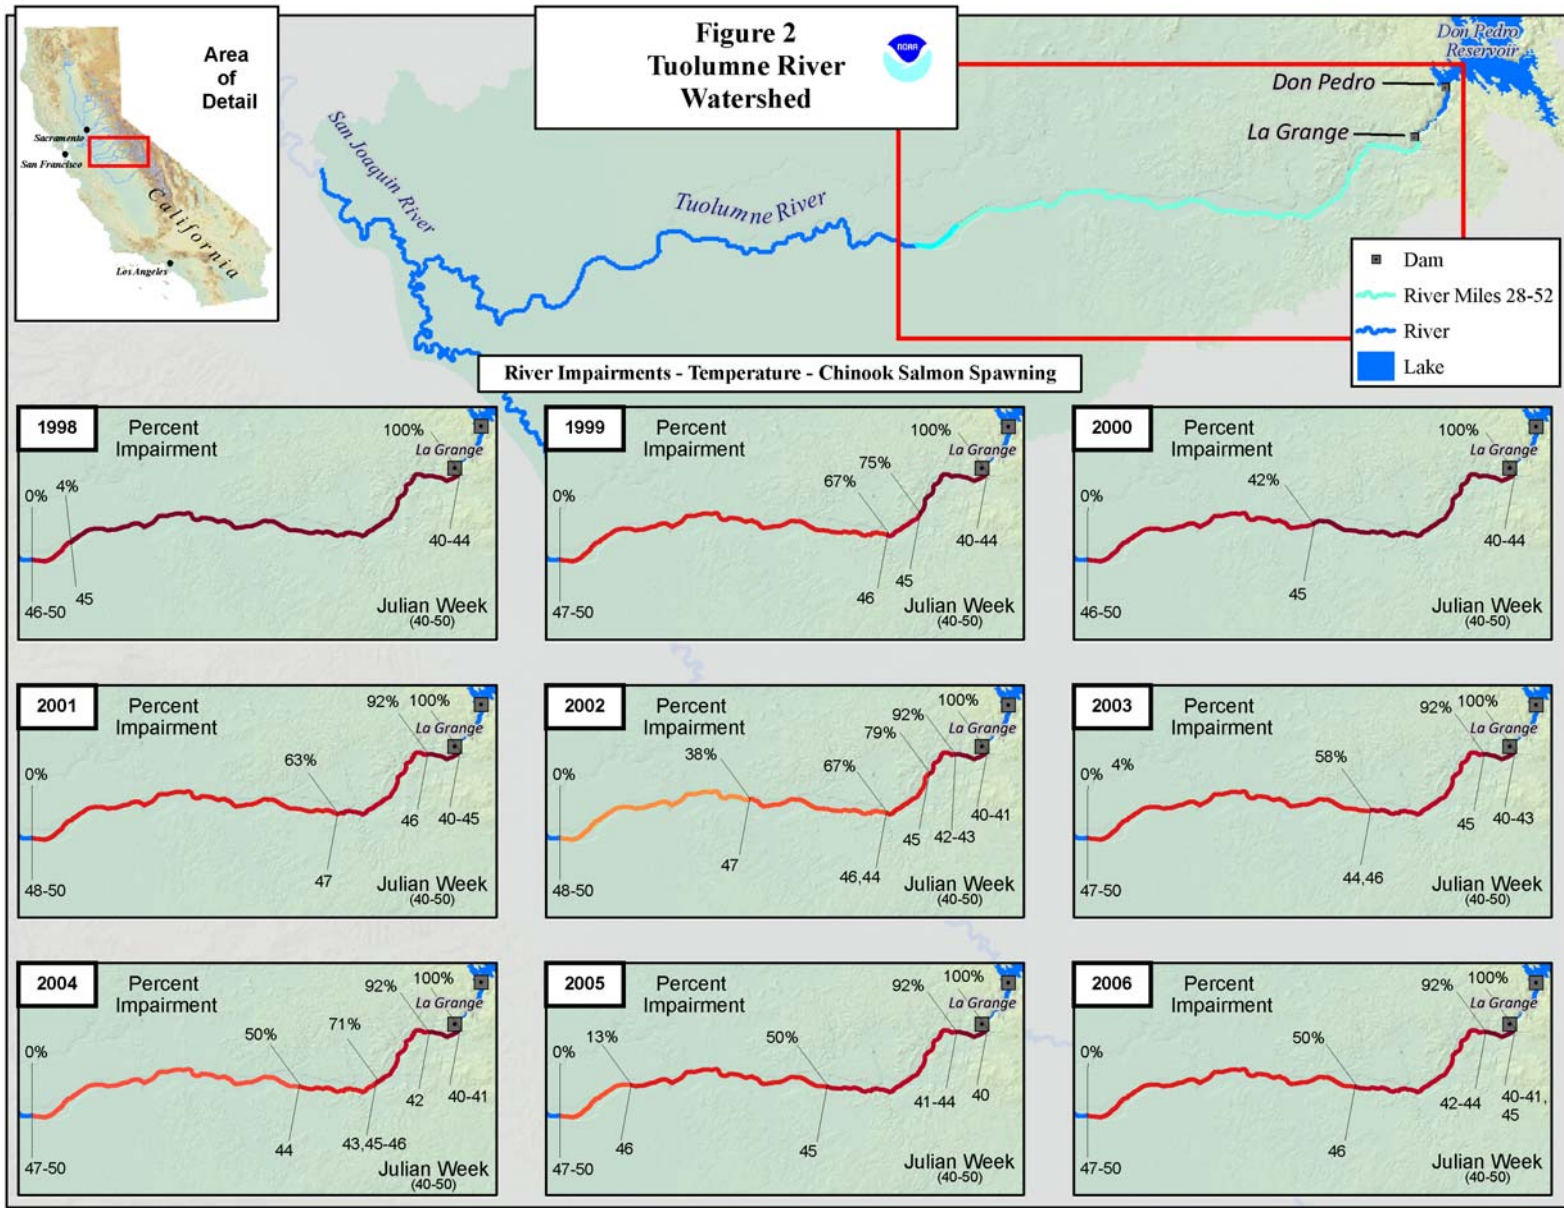 Area
of
Detail
Sacramento
San Francisco
California
Los Angeles
Figure 2
Tuolumne River
Watershed
NOAA
Don Pedro
Reservoir
Don Pedro
La Grange
San Joaquin River
Tuolumne River
Dam
River Miles 28-52
River
Lake
River Impairments - Temperature - Chinook Salmon Spawning
1998
Percent
Impairment
100%
La Grange
4%
0%
40-44
45
46-50
Julian Week
(40-50)
1999
Percent
Impairment
100%
La Grange
75%
67%
0%
40-44
45
46
47-50
Julian Week
(40-50)
2000
Percent
Impairment
100%
La Grange
42%
0%
40-44
45
46-50
Julian Week
(40-50)
2001
Percent
Impairment
92%
100%
La Grange
63%
0%
46
40-45
47
48-50
Julian Week
(40-50)
2002
Percent
Impairment
100%
92%
La Grange
79%
38%
67%
0%
40-41
45
42-43
47
46,44
48-50
Julian Week
(40-50)
2003
Percent
Impairment
92%
100%
La Grange
58%
0%
4%
45
40-43
44,46
47-50
Julian Week
(40-50)
2004
Percent
Impairment
100%
92%
La Grange
71%
50%
0%
42
40-41
44
43,45-46
47-50
Julian Week
(40-50)
2005
Percent
Impairment
100%
92%
La Grange
13%
50%
0%
41-44
40
46
45
47-50
Julian Week
(40-50)
2006
Percent
Impairment
100%
92%
La Grange
50%
0%
42-44
40-41,
45
46
47-50
Julian Week
(40-50)